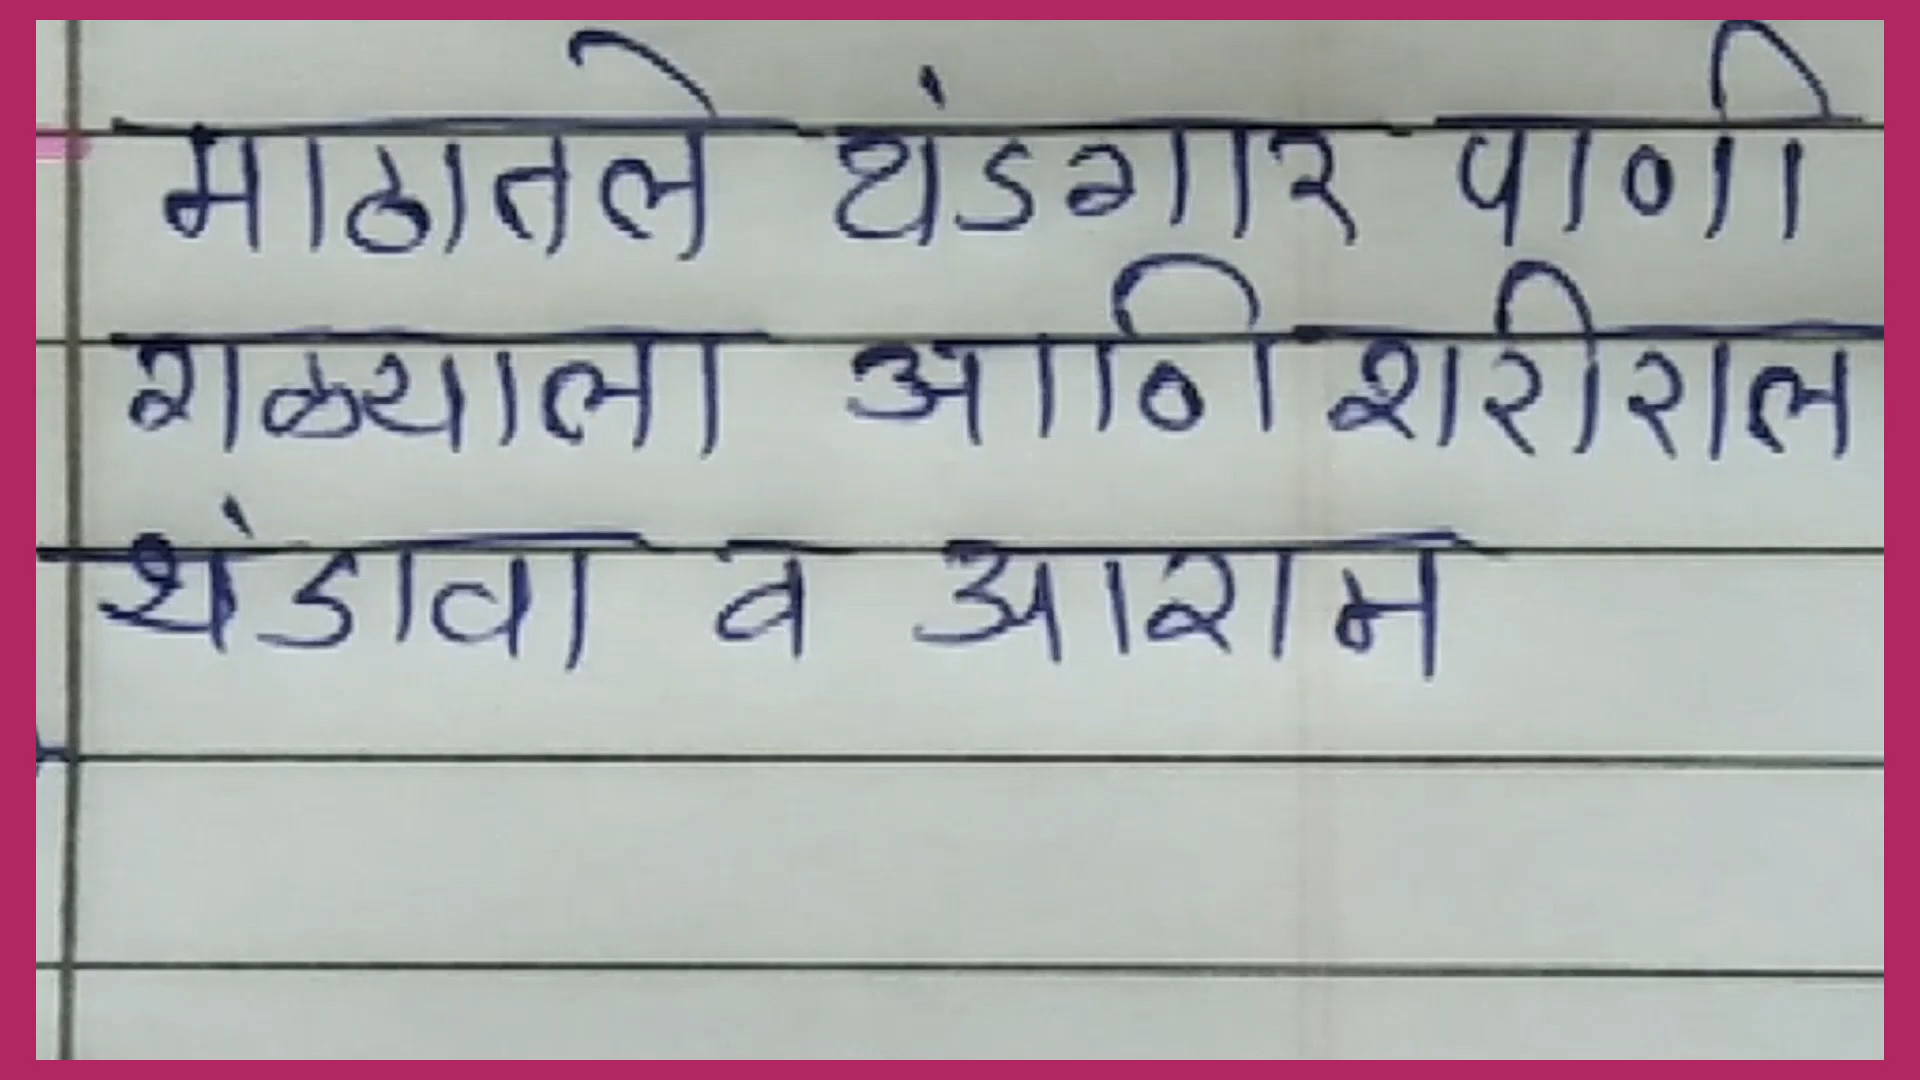 माठातले थंडगार पाणी
गळ्याला आणि शरीराल
थंडावा व आराम